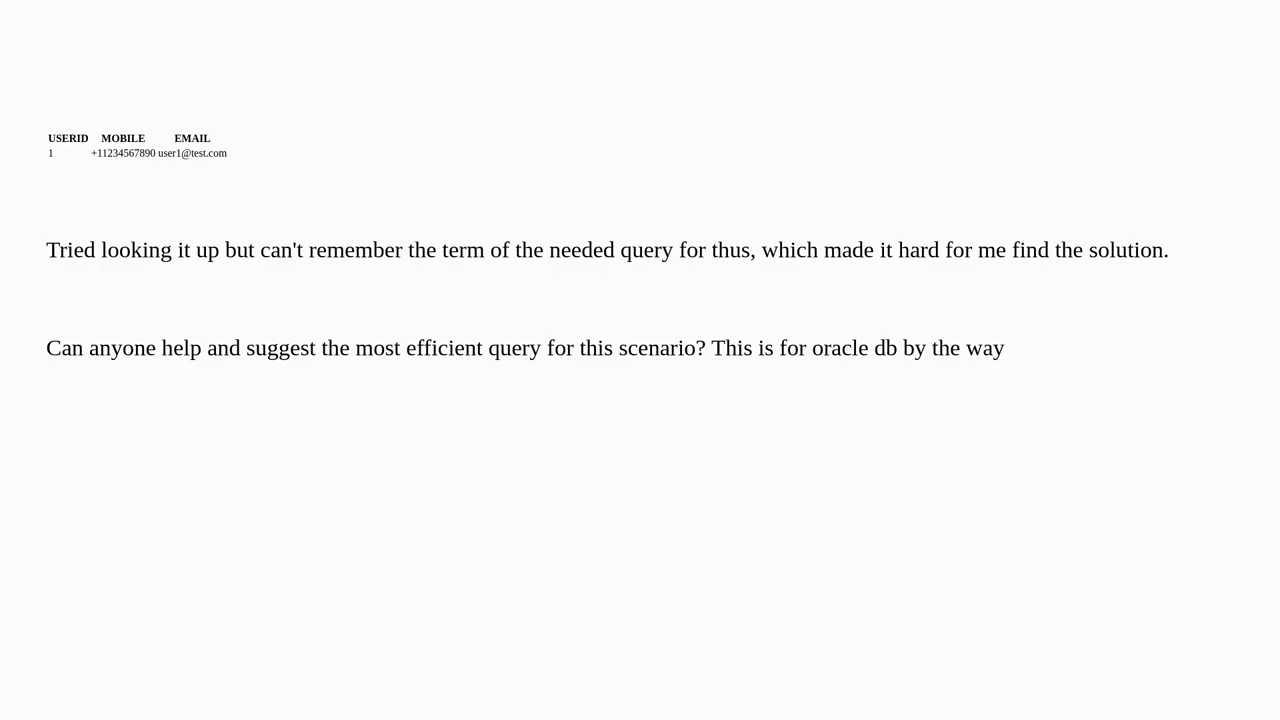 USERID MOBILE EMAIL
1 +11234567890 user1@test.com
Tried looking it up but can't remember the term of the needed query for thus, which made it hard for me find the solution.
Can anyone help and suggest the most efficient query for this scenario? This is for oracle db by the way